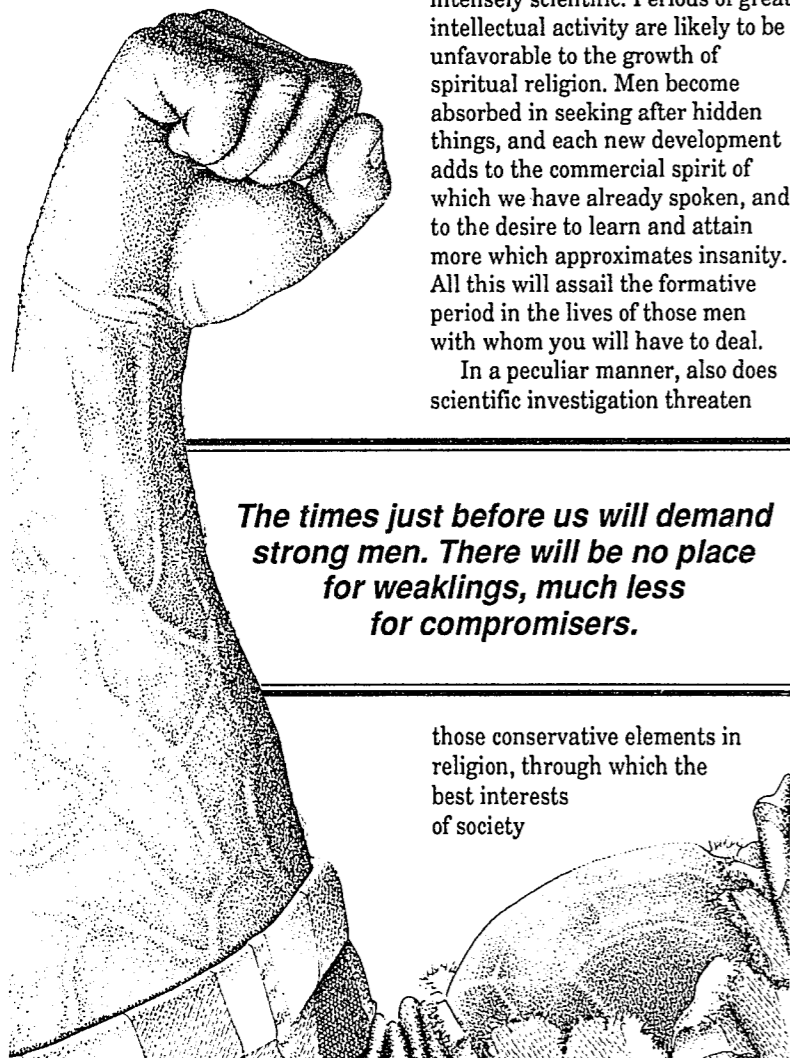 intensely scientific. Periods of great
intellectual activity are likely to be
unfavorable to the growth of
spiritual religion. Men become
absorbed in seeking after hidden
things, and each new development
adds to the commercial spirit of
which we have already spoken, and
to the desire to learn and attain
more which approximates insanity.
All this will assail the formative
period in the lives of those men
with whom you will have to deal.
In a peculiar manner, also does
scientific investigation threaten
The times just before us will demand
strong men. There will be no place
for weaklings, much less
for compromisers.
those conservative elements in
religion, through which the
best interests
of society